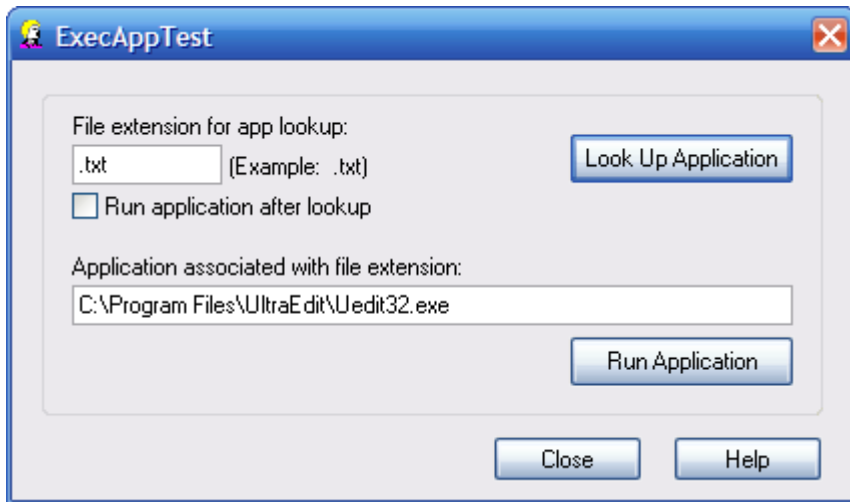 ExecAppTest
File extension for app lookup:
.txt (Example:  .txt)
Look Up Application
Run application after lookup
Application associated with file extension:
C:\Program Files\UltraEdit\Uedit32.exe
Run Application
Close Help